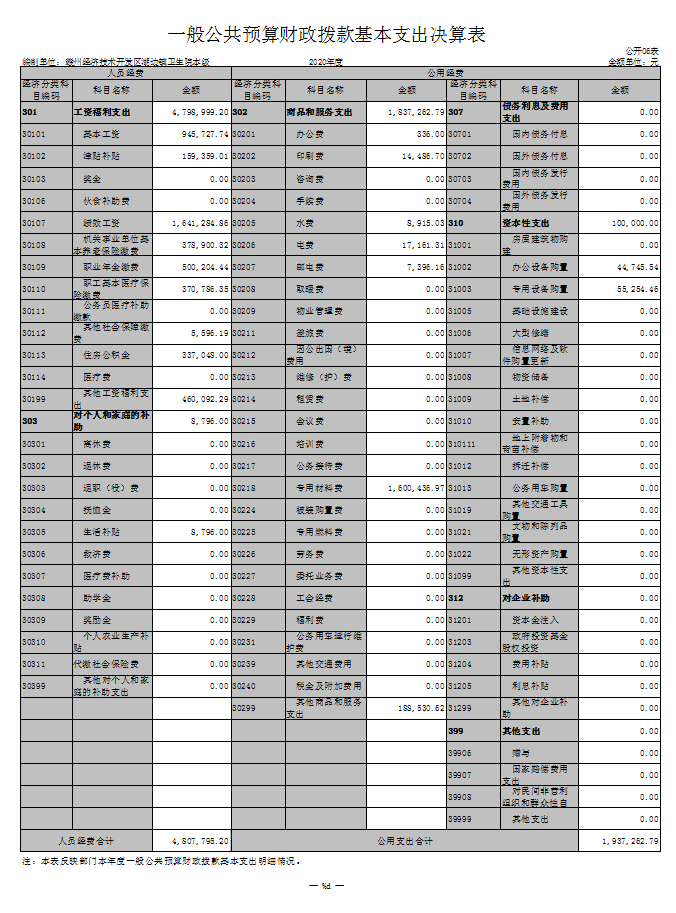 一般公共预算财政拨款基本支出决算表
公开06表
编制单位：赣州经济技术开发区湖边镇卫生院本级 2020年度 金额单位：元
人员经费 公用经费
经济分类科目编码 科目名称 金额 经济分类科目编码 科目名称 金额 经济分类科目编码 科目名称 金额
301 工资福利支出 4,798,999.20 302 商品和服务支出 1,837,262.79 307 债务利息及费用支出 0.00
30101 基本工资 945,727.74 30201 办公费 336.00 30701 国内债务付息 0.00
30102 津贴补贴 159,359.01 30202 印刷费 14,486.70 30702 国外债务付息 0.00
30103 奖金 0.00 30203 咨询费 0.00 30703 国内债务发行费用 0.00
30106 伙食补助费 0.00 30204 手续费 0.00 30704 国外债务发行费用 0.00
30107 绩效工资 1,641,284.86 30205 水费 8,915.03 310 资本性支出 100,000.00
30108 机关事业单位基本养老保险缴费 378,900.32 30206 电费 17,161.31 31001 房屋建筑物购建 0.00
30109 职业年金缴费 500,204.44 30207 邮电费 7,396.16 31002 办公设备购置 44,745.54
30110 职工基本医疗保险缴费 370,786.35 30208 取暖费 0.00 31003 专用设备购置 55,254.46
30111 公务员医疗补助缴款 0.00 30209 物业管理费 0.00 31005 基础设施建设 0.00
30112 其他社会保障缴费 5,596.19 30211 差旅费 0.00 31006 大型修缮 0.00
30113 住房公积金 337,048.00 30212 因公出国（境）费用 0.00 31007 信息网络及软件购置更新 0.00
30114 医疗费 0.00 30213 维修（护）费 0.00 31008 物资储备 0.00
30199 其他工资福利支出 460,092.29 30214 租赁费 0.00 31009 土地补偿 0.00
303 对个人和家庭的补助 8,796.00 30215 会议费 0.00 31010 安置补助 0.00
30301 离休费 0.00 30216 培训费 0.00 310111 地上附着物和青苗补偿 0.00
30302 退休费 0.00 30217 公务接待费 0.00 31012 拆迁补偿 0.00
30303 退职（役）费 0.00 30218 专用材料费 1,600,436.97 31013 公务用车购置 0.00
30304 抚恤金 0.00 30224 被装购置费 0.00 31019 其他交通工具购置 0.00
30305 生活补贴 8,796.00 30225 专用燃料费 0.00 31021 文物和陈列品购置 0.00
30306 救济费 0.00 30226 劳务费 0.00 31022 无形资产购置 0.00
30307 医疗费补助 0.00 30227 委托业务费 0.00 31099 其他资本性支出 0.00
30308 助学金 0.00 30228 工会经费 0.00 312 对企业补助 0.00
30309 奖励金 0.00 30229 福利费 0.00 31201 资本金注入 0.00
30310 个人农业生产补贴 0.00 30231 公务用车运行维护费 0.00 31203 政府投资基金股权投资 0.00
30311 代缴社会保险费 0.00 30239 其他交通费用 0.00 31204 费用补贴 0.00
30399 其他对个人和家庭的补助支出 0.00 30240 税金及附加费用 0.00 31205 利息补贴 0.00
30299 其他商品和服务支出 188,530.62 31299 其他对企业补助 0.00
399 其他支出 0.00
39906 赠与 0.00
39907 国家赔偿费用支出 0.00
39908 对民间非营利组织和群众性自 0.00
39999 其他支出 0.00
人员经费合计 4,807,795.20 公用支出合计 1,937,262.79
注：本表反映部门本年度一般公共预算财政拨款基本支出明细情况。